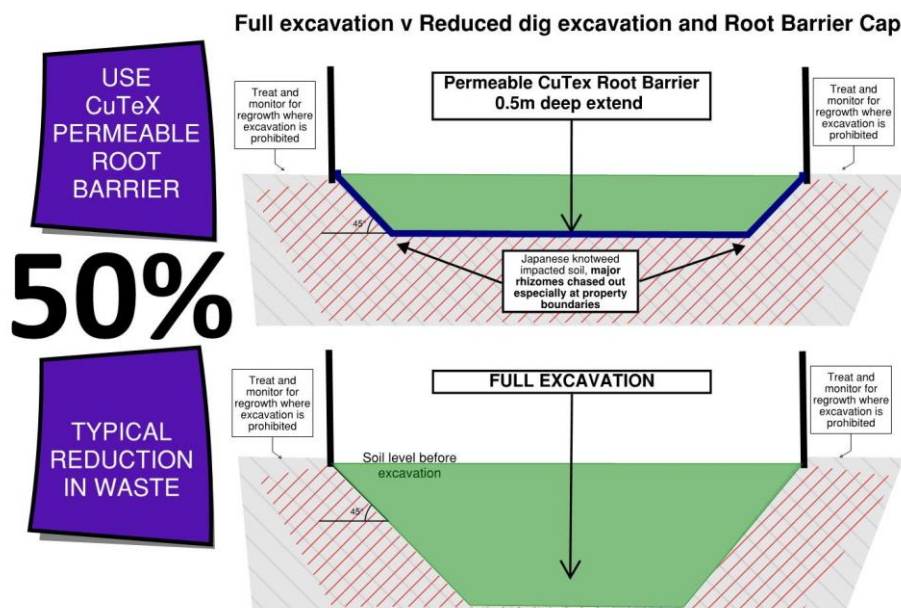 Full excavation v Reduced dig excavation and Root Barrier Cap
USE
CuTeX
PERMEABLE
ROOT
BARRIER
50%
TYPICAL
REDUCTION
IN WASTE
Treat and
monitor for
regrowth where
excavation is
prohibited
Permeable CuTex Root Barrier
0.5m deep extend
Treat and
monitor for
regrowth where
excavation is
prohibited
45°
Japanese knotweed
impacted soil, major
rhizomes chased out
especially at property
boundaries
Treat and
monitor for
regrowth where
excavation is
prohibited
FULL EXCAVATION
Treat and
monitor for
regrowth where
excavation is
prohibited
Soil level before
excavation
45°